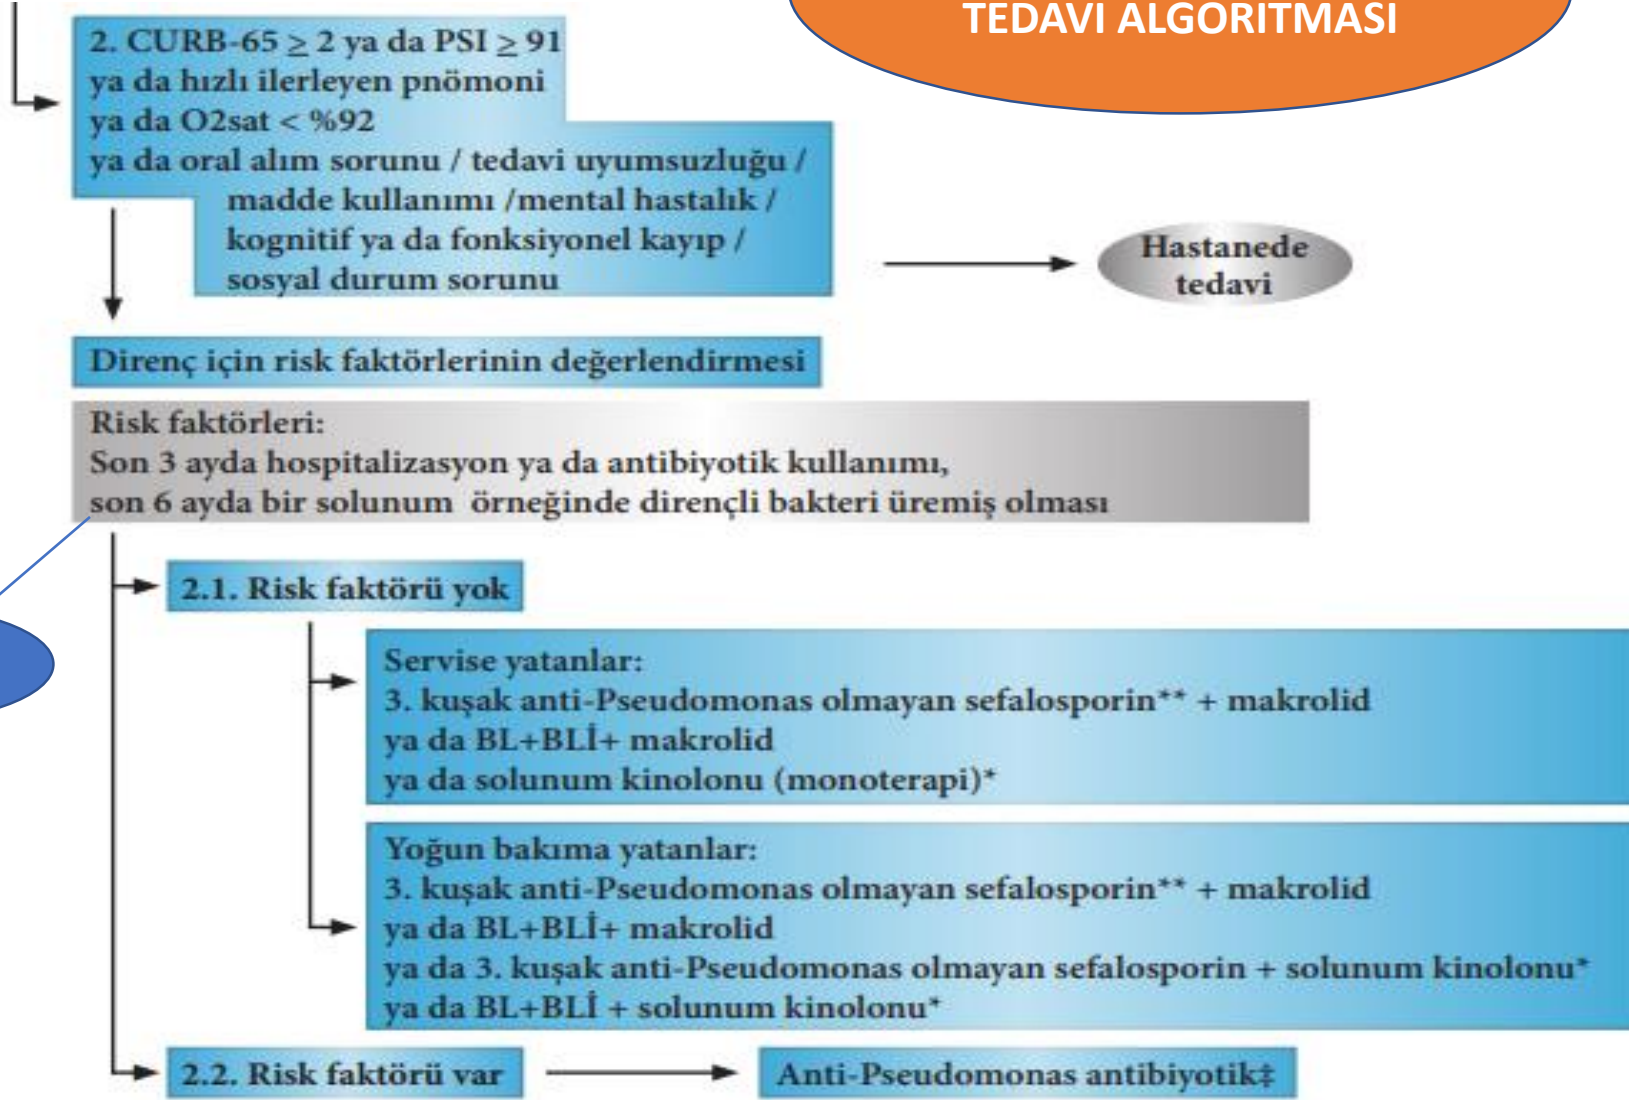 TEDAVI ALGORITMASI
2. CURB-65 ≥ 2 ya da PSI ≥ 91
ya da hızlı ilerleyen pnömoni
ya da O2sat < %92
ya da oral alım sorunu / tedavi uyumsuzluğu /
madde kullanımı /mental hastalık /
kognitif ya da fonksiyonel kayıp /
sosyal durum sorunu
Hastanede
tedavi
Direnç için risk faktörlerinin değerlendirmesi
Risk faktörleri:
Son 3 ayda hospitalizasyon ya da antibiyotik kullanımı,
son 6 ayda bir solunum örneğinde dirençli bakteri üremiş olması
2.1. Risk faktörü yok
Servise yatanlar:
3. kuşak anti-Pseudomonas olmayan sefalosporin** + makrolid
ya da BL+BLİ+ makrolid
ya da solunum kinolonu (monoterapi)*
Yoğun bakıma yatanlar:
3. kuşak anti-Pseudomonas olmayan sefalosporin** + makrolid
ya da BL+BLİ+ makrolid
ya da 3. kuşak anti-Pseudomonas olmayan sefalosporin + solunum kinolonu*
ya da BL+BLİ + solunum kinolonu*
2.2. Risk faktörü var
Anti-Pseudomonas antibiyotik‡